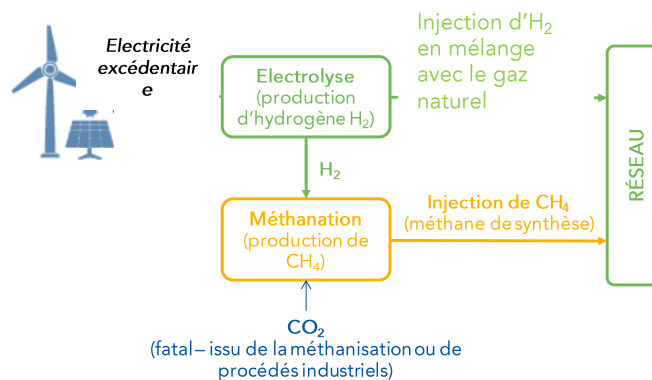 Electricité
excédentair
e
Electrolyse
(production
d'hydrogène H₂)
Injection d'H₂
en mélange
avec le gaz
naturel
H₂
Méthanation
(production de
CH₄)
Injection de CH₄
(méthane de synthèse)
RÉSEAU
CO₂
(fatal – issu de la méthanisation ou de
procédés industriels)